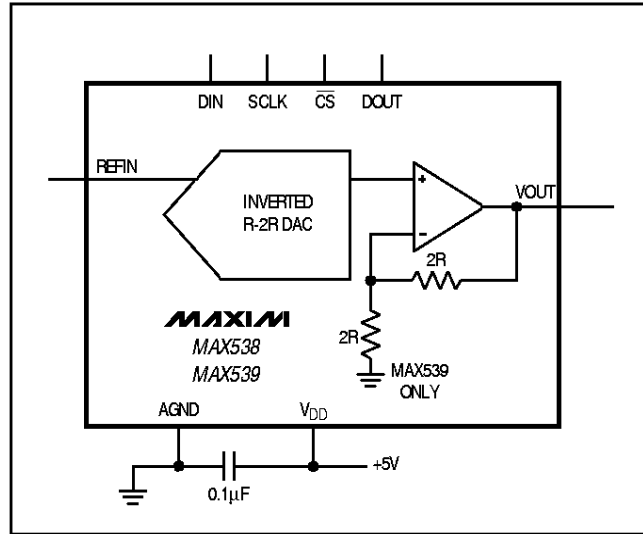 DIN SCLK CS DOUT
REFIN
INVERTED
R-2R DAC
+
−
VOUT
2R
2R
MAXIM
MAX538
MAX539
MAX539
ONLY
AGND
VDD
+5V
0.1μF